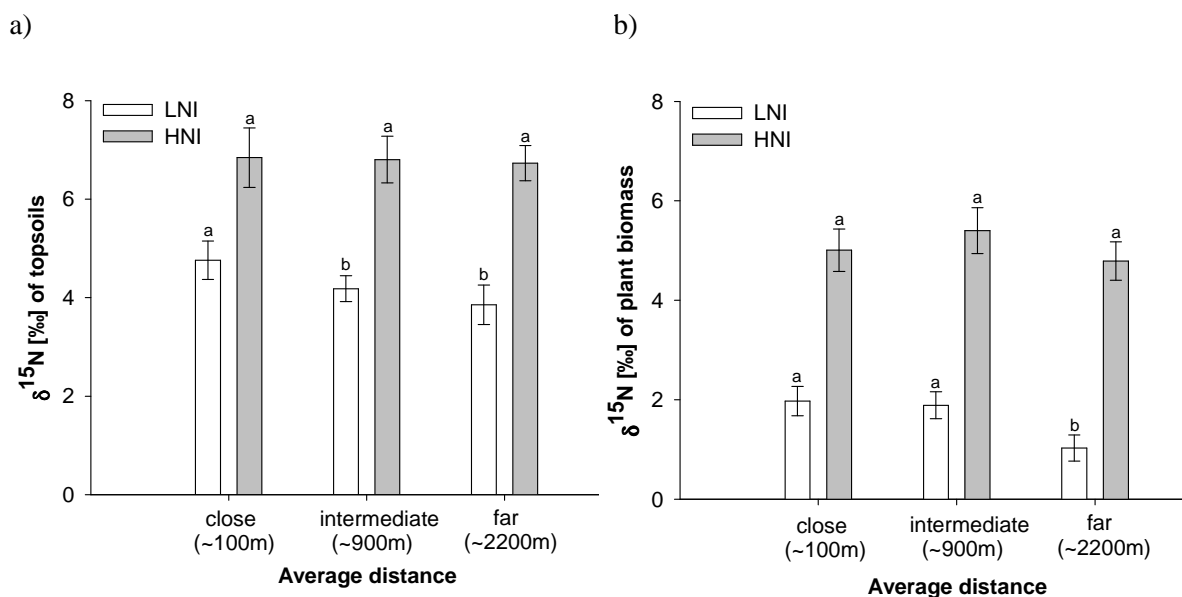 a)
8
6
4
2
0
δ15N [‰] of topsoils
LNI
HNI
a
a
a
a
b
b
close
(~100m)
intermediate
(~900m)
far
(~2200m)
Average distance
b)
8
6
4
2
0
δ15N [‰] of plant biomass
LNI
HNI
a
a
a
a
a
b
close
(~100m)
intermediate
(~900m)
far
(~2200m)
Average distance